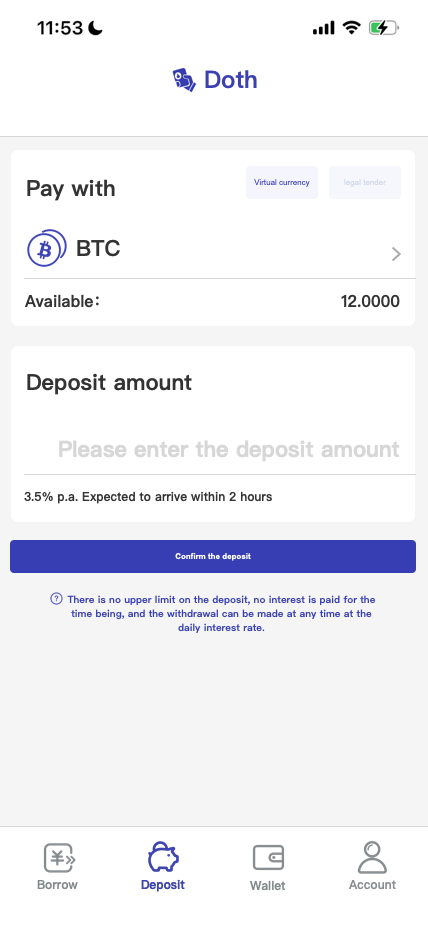 11:53
Doth
Pay with
Virtual currency
legal tender
BTC
Available：
12.0000
Deposit amount
Please enter the deposit amount
3.5% p.a. Expected to arrive within 2 hours
Confirm the deposit
There is no upper limit on the deposit, no interest is paid for the
time being, and the withdrawal can be made at any time at the
daily interest rate.
Borrow
Deposit
Wallet
Account